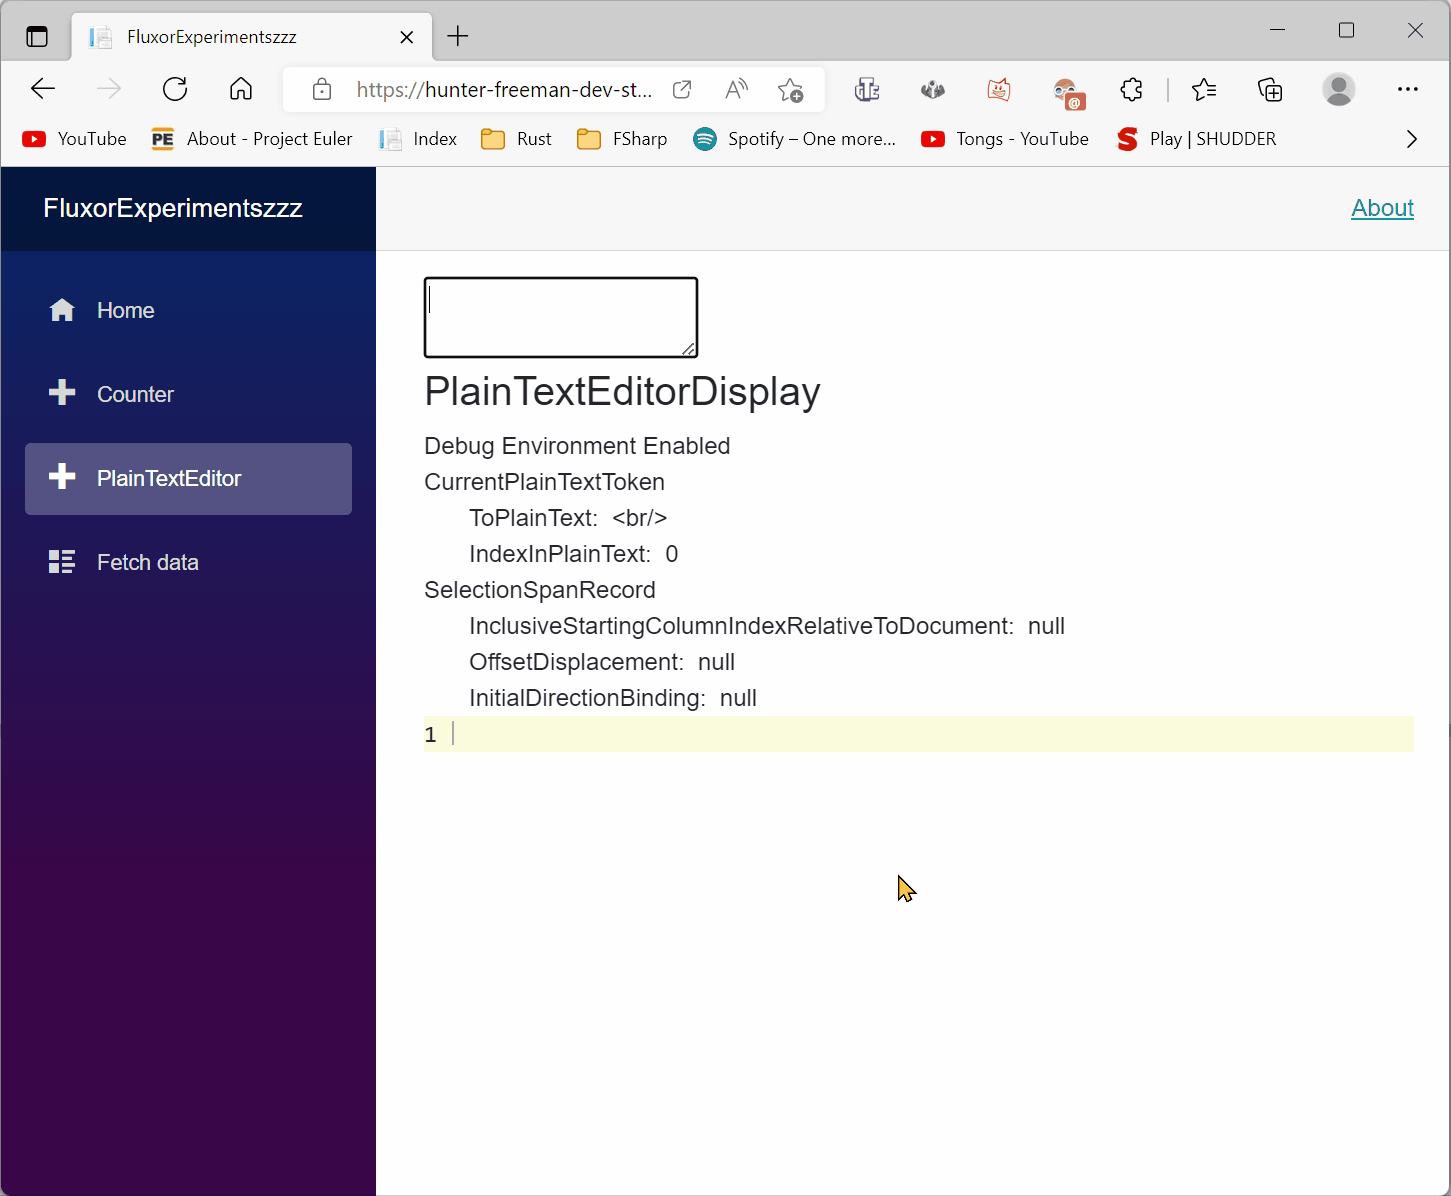 FluxorExperimentszzz
https://hunter-freeman-dev-st...
YouTube
PE About - Project Euler
Index
Rust
FSharp
Spotify – One more...
Tongs - YouTube
S Play | SHUDDER
FluxorExperimentszzz
About
Home
Counter
PlainTextEditor
Fetch data
PlainTextEditorDisplay
Debug Environment Enabled
CurrentPlainTextToken
ToPlainText: <br/>
IndexInPlainText: 0
SelectionSpanRecord
InclusiveStartingColumnIndexRelativeToDocument: null
OffsetDisplacement: null
InitialDirectionBinding: null
1